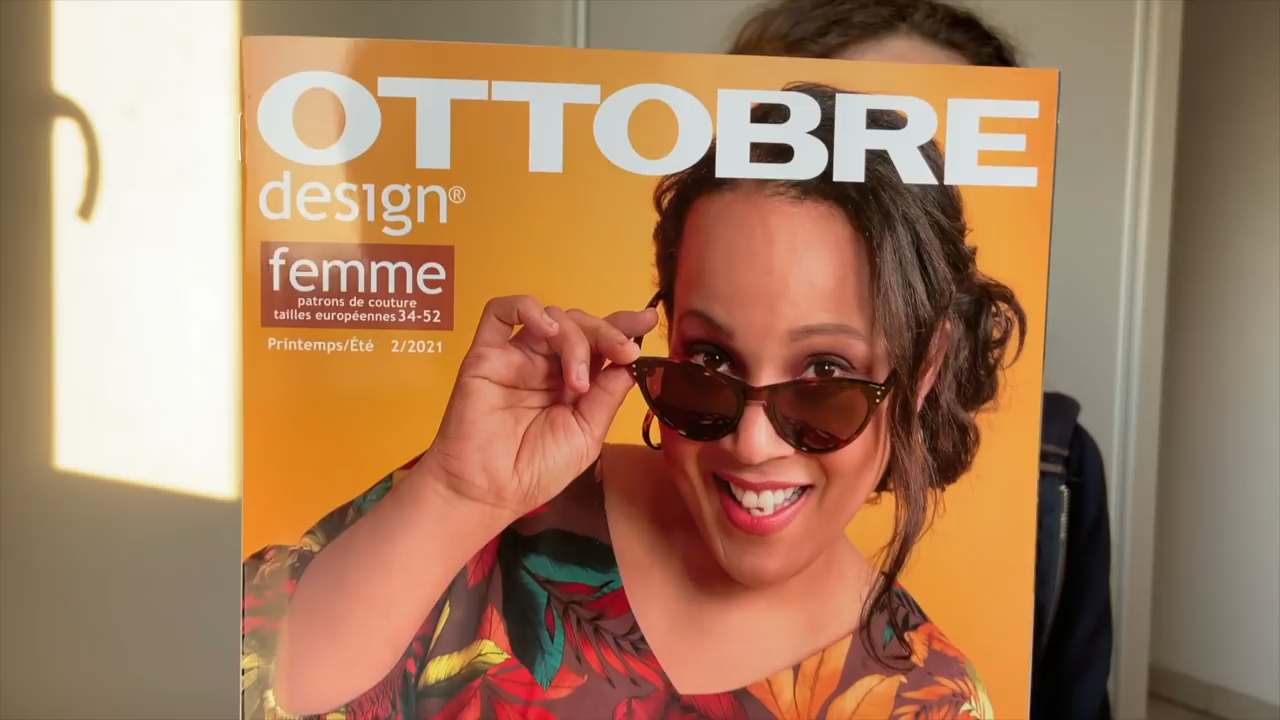 OTTOBRE
design®
femme
patrons de couture
tailles européennes 34-52
Printemps/Été 2/2021